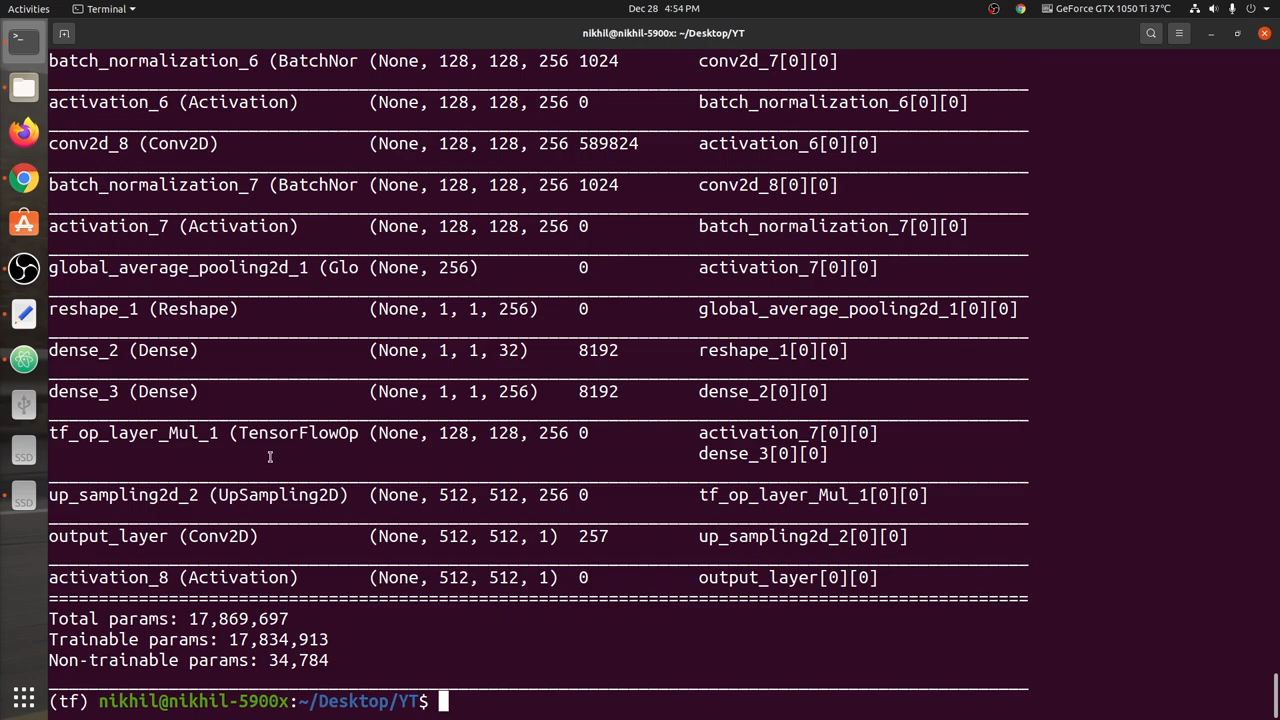 Activities
Terminal
Dec 28 4:54 PM
GeForce GTX 1050 Ti 37°C
nikhil@nikhil-5900x: ~/Desktop/YT
batch_normalization_6 (BatchNor (None, 128, 128, 256 1024 conv2d_7[0][0]
activation_6 (Activation) (None, 128, 128, 256 0 batch_normalization_6[0][0]
conv2d_8 (Conv2D) (None, 128, 128, 256 589824 activation_6[0][0]
batch_normalization_7 (BatchNor (None, 128, 128, 256 1024 conv2d_8[0][0]
activation_7 (Activation) (None, 128, 128, 256 0 batch_normalization_7[0][0]
global_average_pooling2d_1 (Glo (None, 256) 0 activation_7[0][0]
reshape_1 (Reshape) (None, 1, 1, 256) 0 global_average_pooling2d_1[0][0]
dense_2 (Dense) (None, 1, 1, 32) 8192 reshape_1[0][0]
dense_3 (Dense) (None, 1, 1, 256) 8192 dense_2[0][0]
tf_op_layer_Mul_1 (TensorFlowOp (None, 128, 128, 256 0 activation_7[0][0]
dense_3[0][0]
up_sampling2d_2 (UpSampling2D) (None, 512, 512, 256 0 tf_op_layer_Mul_1[0][0]
output_layer (Conv2D) (None, 512, 512, 1) 257 up_sampling2d_2[0][0]
activation_8 (Activation) (None, 512, 512, 1) 0 output_layer[0][0]
Total params: 17,869,697
Trainable params: 17,834,913
Non-trainable params: 34,784
(tf) nikhil@nikhil-5900x:~/Desktop/YT$
SSD
SSD